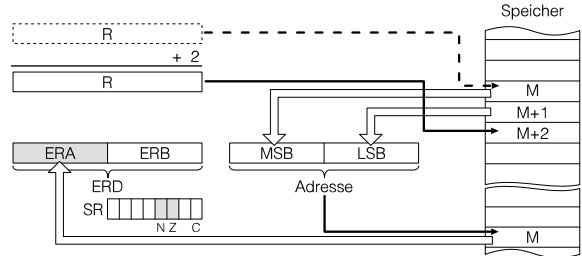 Speicher
R
+ 2
R
M
M+1
M+2
ERA ERB MSB LSB
ERD Adresse
SR
N Z C
M